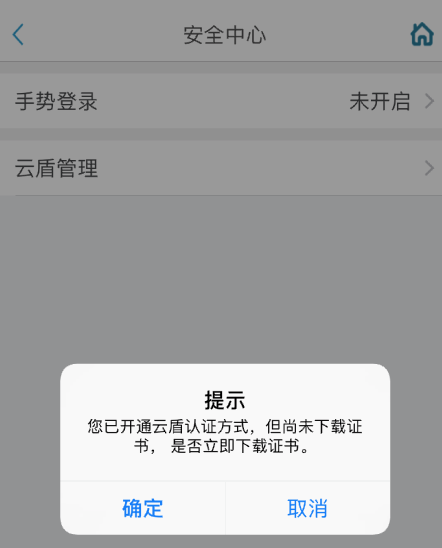 安全中心
手势登录 未开启
云盾管理
提示
您已开通云盾认证方式，但尚未下载证
书， 是否立即下载证书。
确定 取消